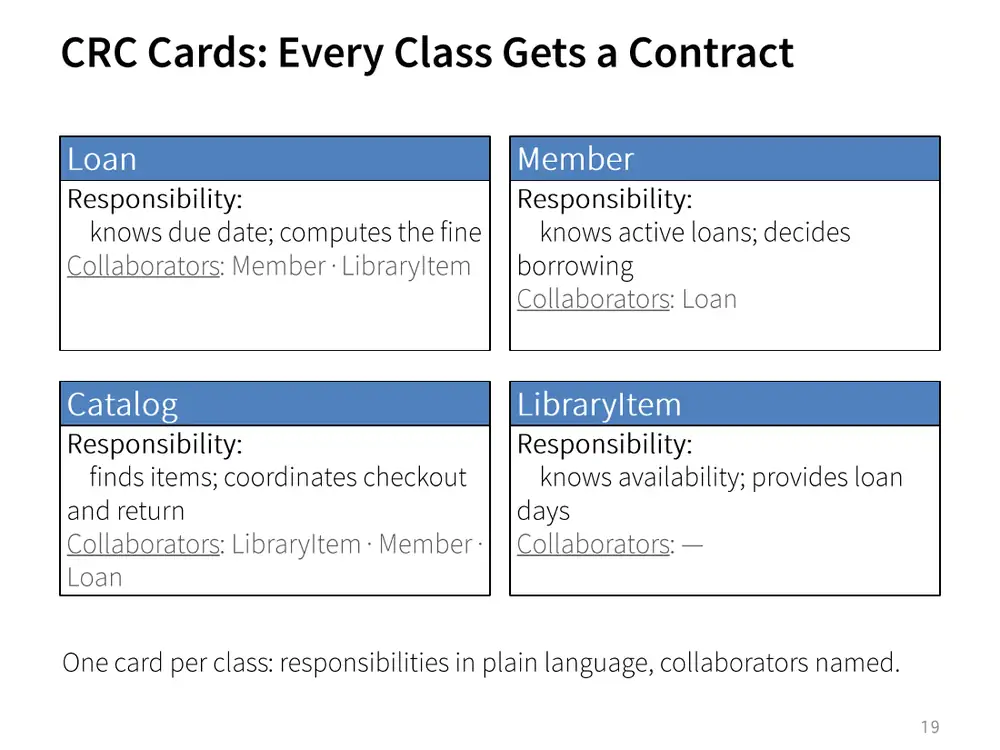 CRC Cards: Every Class Gets a Contract
Loan
Responsibility:
knows due date; computes the fine
Collaborators: Member · LibraryItem
Member
Responsibility:
knows active loans; decides
borrowing
Collaborators: Loan
Catalog
Responsibility:
finds items; coordinates checkout
and return
Collaborators: LibraryItem · Member ·
Loan
LibraryItem
Responsibility:
knows availability; provides loan
days
Collaborators: —
One card per class: responsibilities in plain language, collaborators named.
19